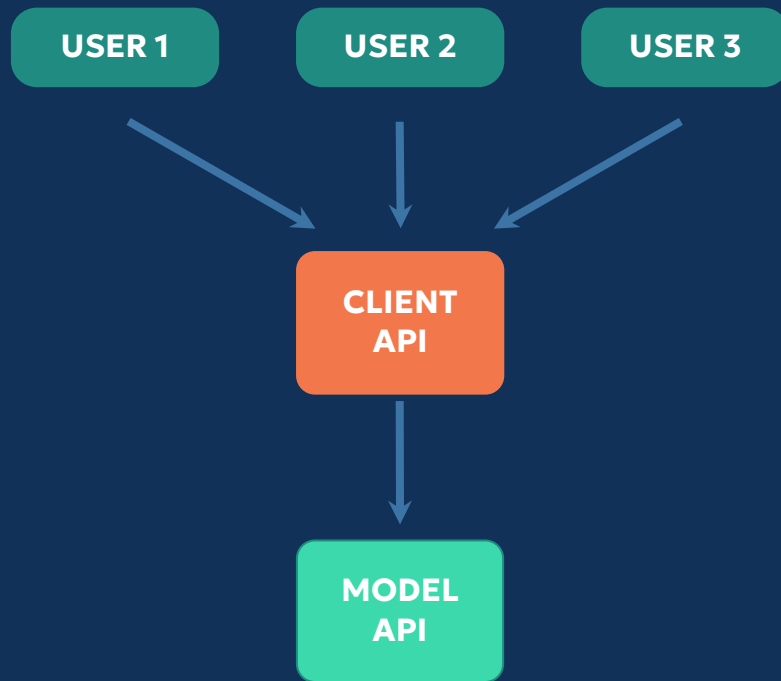 USER 1
USER 2
USER 3
CLIENT
API
MODEL
API